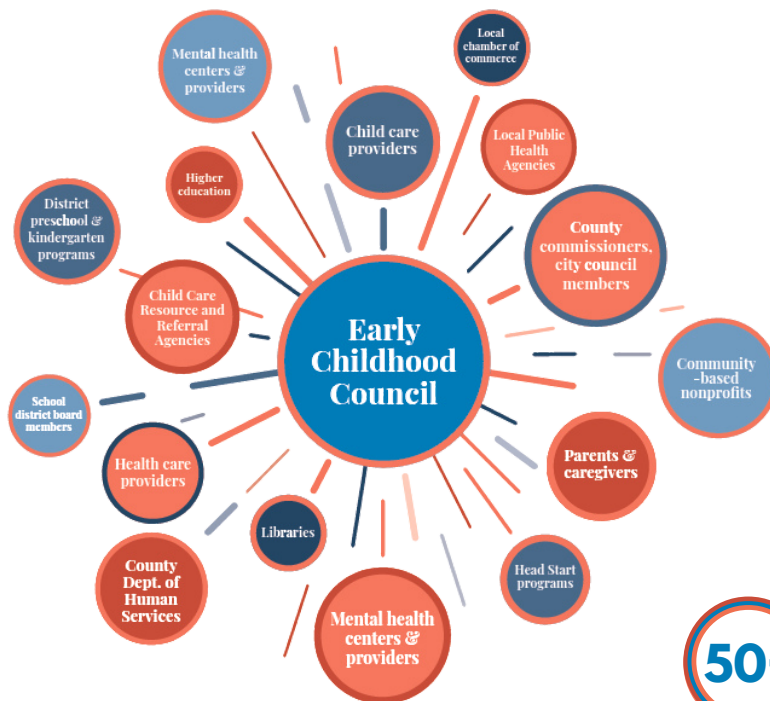 Local
chamber of
commerce
Mental health
centers &
providers
Child care
providers
Local Public
Health
Agencies
Higher
education
District
preschool &
kindergarten
programs
County
commissioners,
city council
members
Child Care
Resource and
Referral
Agencies
Early
Childhood
Council
Community
-based
nonprofits
School
district board
members
Parents &
caregivers
Health care
providers
Libraries
Head Start
programs
County
Dept. of
Human
Services
Mental health
centers &
providers
50